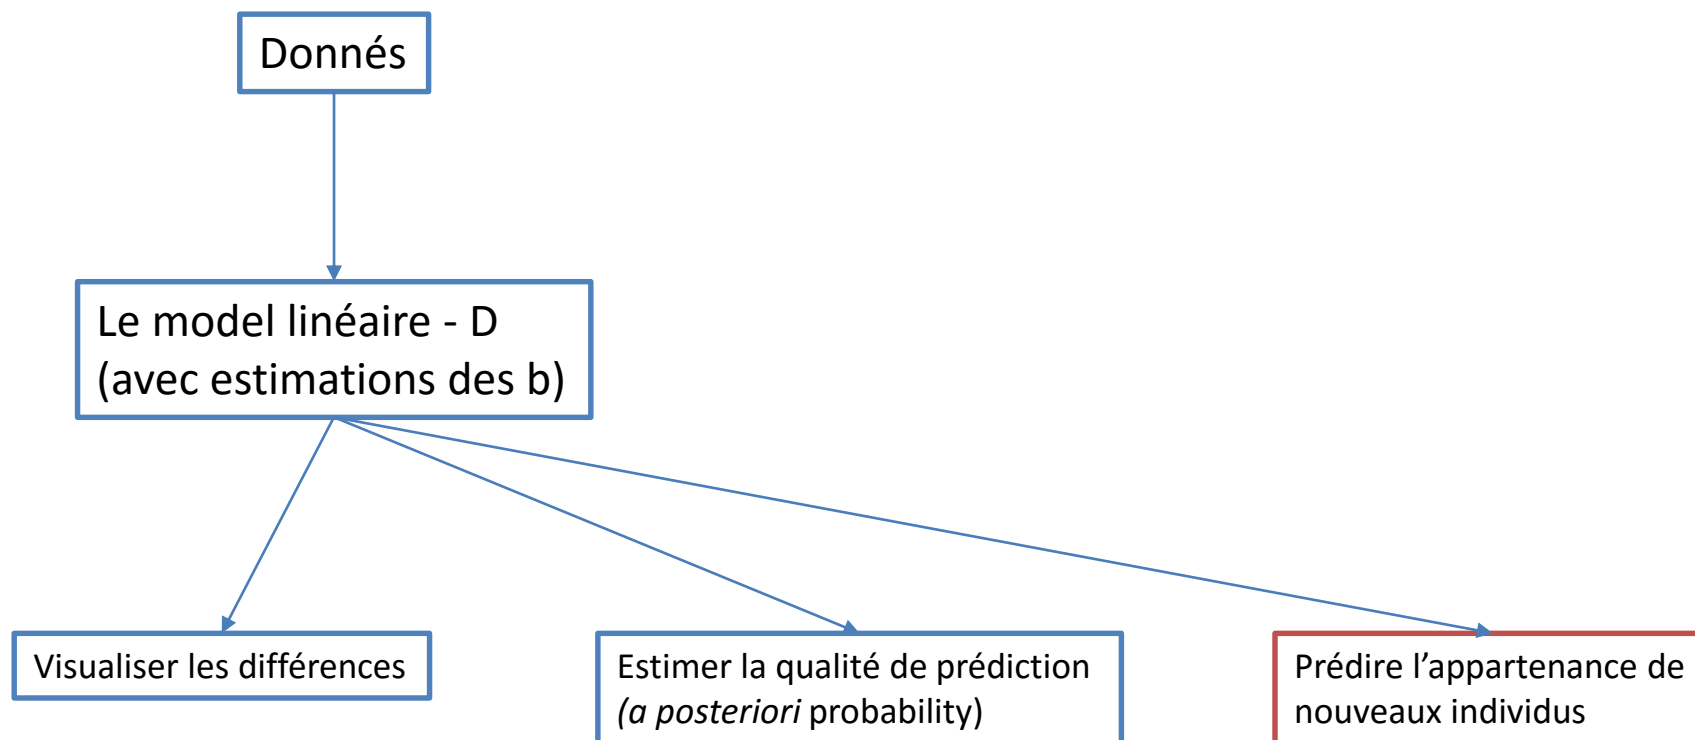 Donnés
Le model linéaire - D
(avec estimations des b)
Visualiser les différences
Estimer la qualité de prédiction
(a posteriori probability)
Prédire l’appartenance de
nouveaux individus